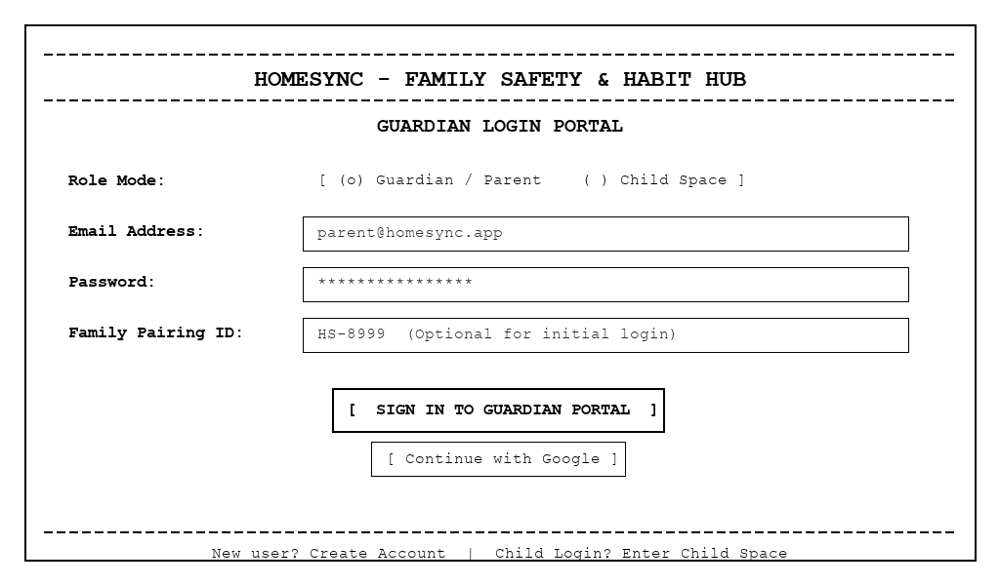 HOMESYNC - FAMILY SAFETY & HABIT HUB
GUARDIAN LOGIN PORTAL
Role Mode: [ (o) Guardian / Parent ( ) Child Space ]
Email Address: parent@homesync.app
Password: ****************
Family Pairing ID: HS-8999 (Optional for initial login)
[ SIGN IN TO GUARDIAN PORTAL ]
[ Continue with Google ]
New user? Create Account | Child Login? Enter Child Space